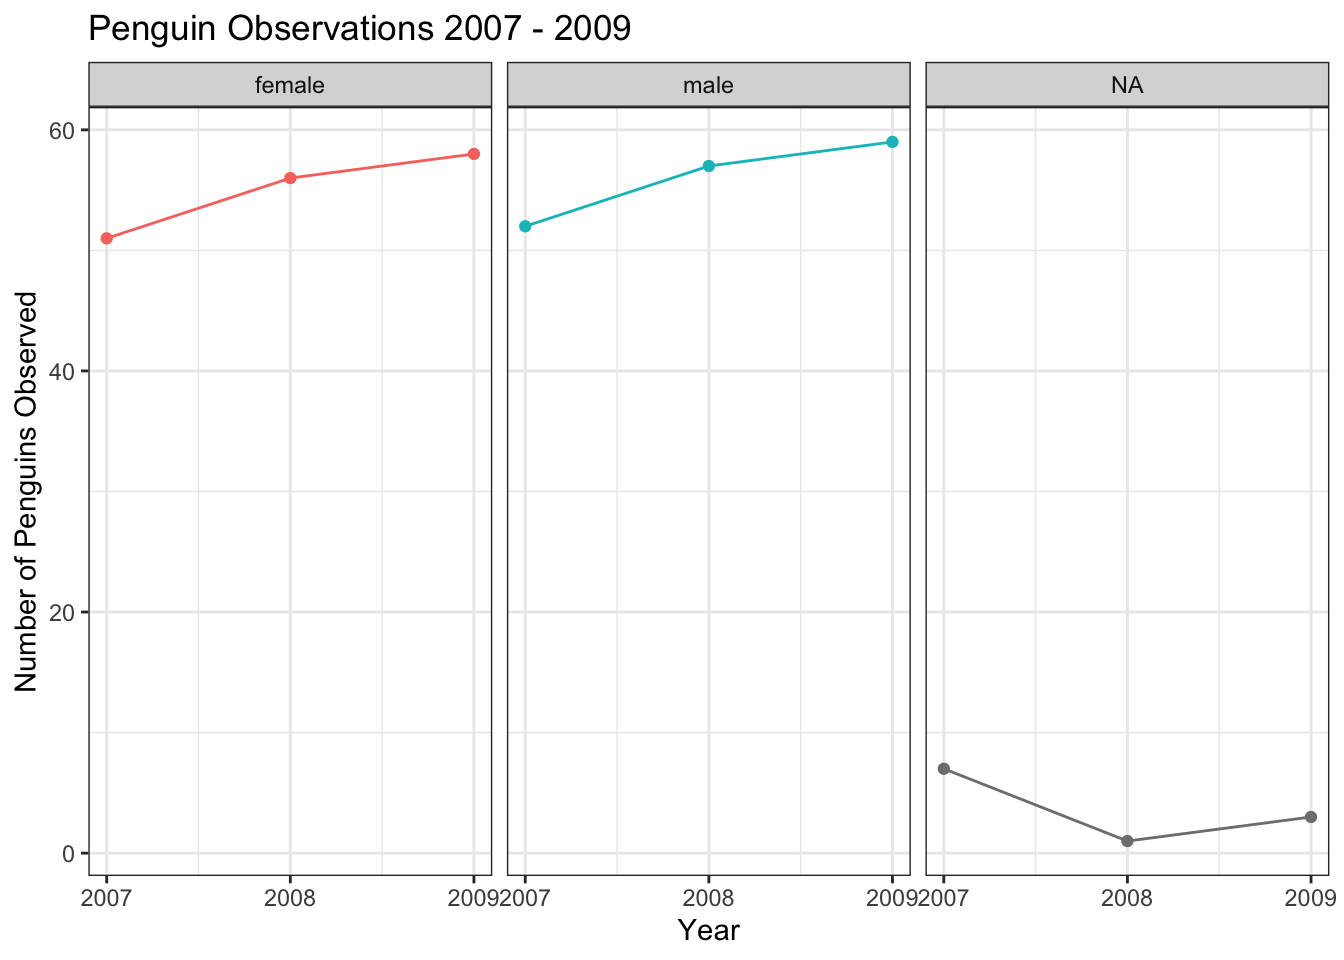 Penguin Observations 2007 - 2009
female male NA
Number of Penguins Observed
60
40
20
0
2007 2008 2009 2007 2008 2009 2007 2008 2009
Year